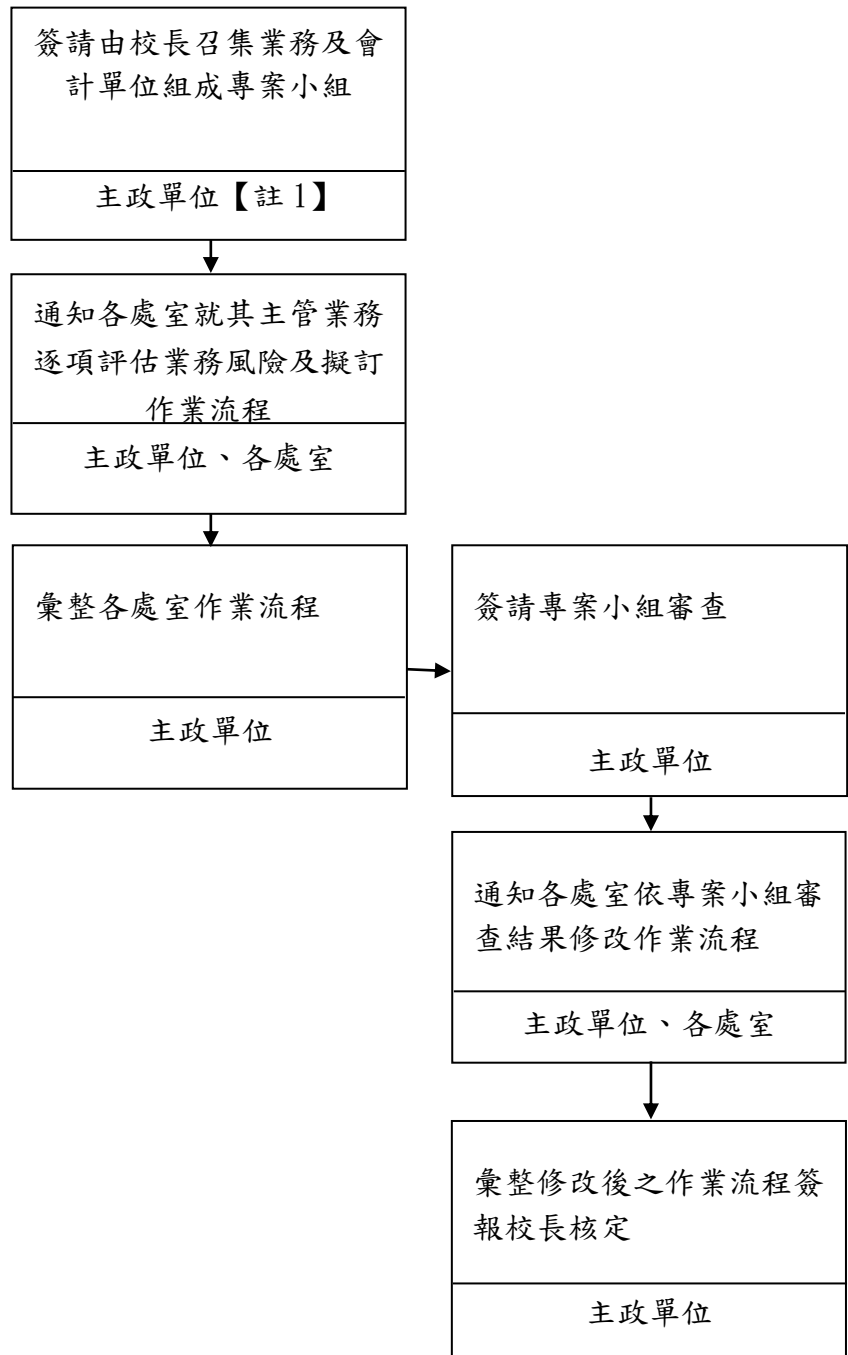 簽請由校長召集業務及會
計單位組成專案小組
主政單位【註1】
通知各處室就其主管業務
逐項評估業務風險及擬訂
作業流程
主政單位、各處室
彙整各處室作業流程
主政單位
簽請專案小組審查
主政單位
通知各處室依專案小組審
查結果修改作業流程
主政單位、各處室
彙整修改後之作業流程簽
報校長核定
主政單位